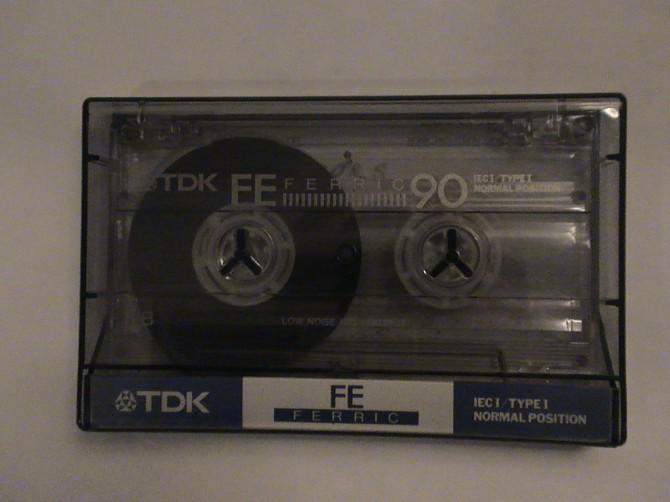 TDK FE FERRIC 90 IEC I / TYPE I
NORMAL POSITION
B LOW NOISE
TDK FE IEC I / TYPE I
FERRIC NORMAL POSITION